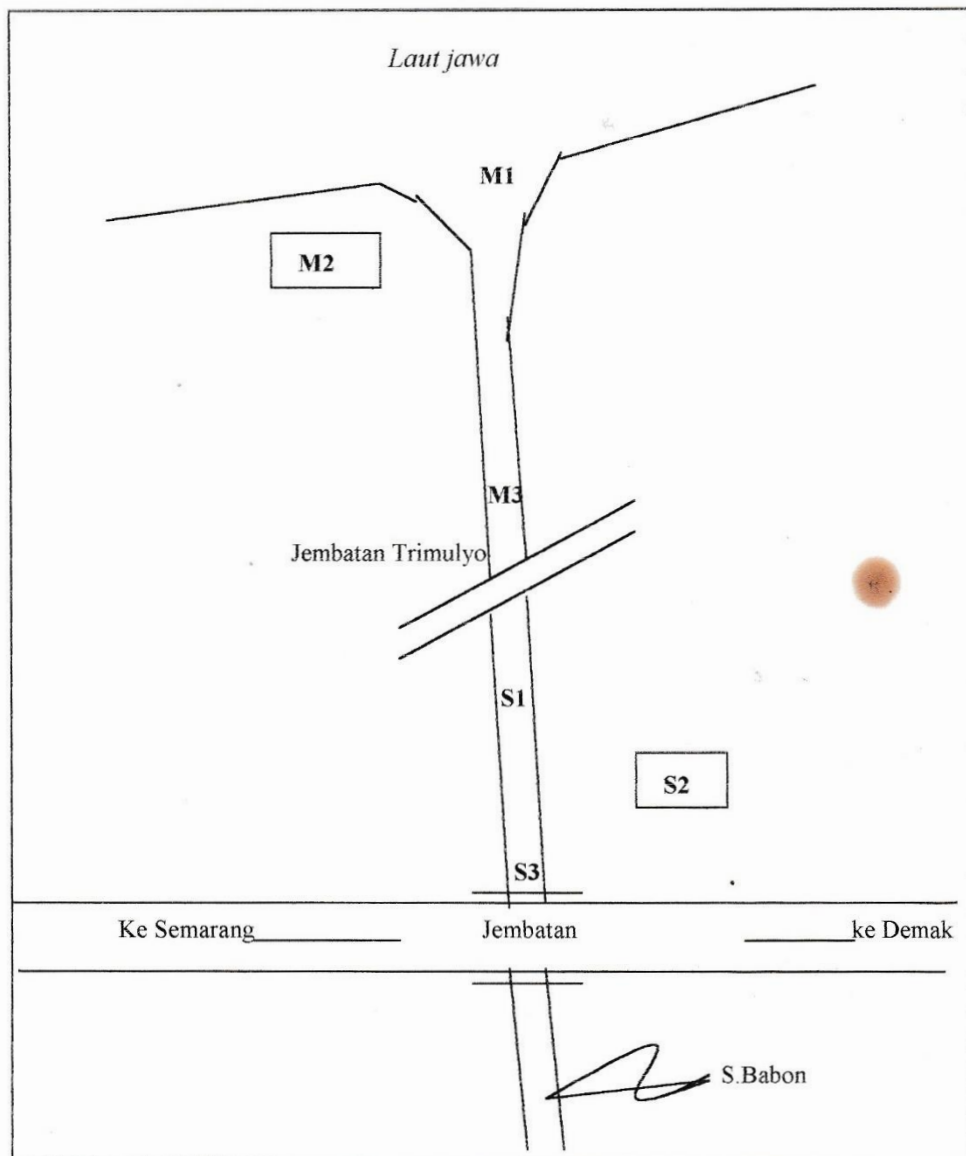 Laut jawa
M1
M2
M3
Jembatan Trimulyo
S1
S2
S3
Ke Semarang Jembatan ke Demak
S.Babon